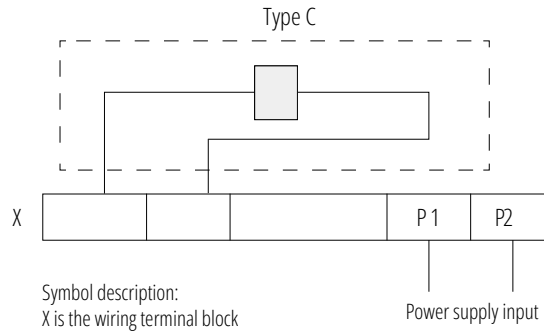 Type C
X
P 1
P2
Symbol description:
X is the wiring terminal block
Power supply input